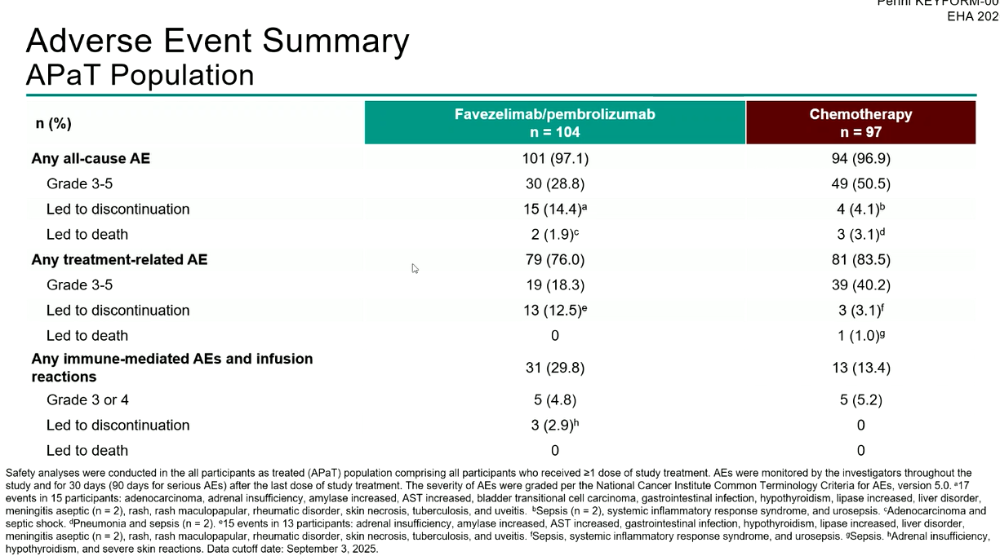 Perini KEYFORM-00
EHA 202
Adverse Event Summary
APaT Population
n (%)
Favezelimab/pembrolizumab
n = 104
Chemotherapy
n = 97
Any all-cause AE 101 (97.1) 94 (96.9)
Grade 3-5 30 (28.8) 49 (50.5)
Led to discontinuation 15 (14.4)ᵃ 4 (4.1)ᵇ
Led to death 2 (1.9)ᶜ 3 (3.1)ᵈ
Any treatment-related AE 79 (76.0) 81 (83.5)
Grade 3-5 19 (18.3) 39 (40.2)
Led to discontinuation 13 (12.5)ᵉ 3 (3.1)ᶠ
Led to death 0 1 (1.0)ᵍ
Any immune-mediated AEs and infusion
reactions 31 (29.8) 13 (13.4)
Grade 3 or 4 5 (4.8) 5 (5.2)
Led to discontinuation 3 (2.9)ʰ 0
Led to death 0 0
Safety analyses were conducted in the all participants as treated (APaT) population comprising all participants who received ≥1 dose of study treatment. AEs were monitored by the investigators throughout the
study and for 30 days (90 days for serious AEs) after the last dose of study treatment. The severity of AEs were graded per the National Cancer Institute Common Terminology Criteria for AEs, version 5.0. ᵃ17
events in 15 participants: adenocarcinoma, adrenal insufficiency, amylase increased, AST increased, bladder transitional cell carcinoma, gastrointestinal infection, hypothyroidism, lipase increased, liver disorder,
meningitis aseptic (n = 2), rash, rash maculopapular, rheumatic disorder, skin necrosis, tuberculosis, and uveitis. ᵇSepsis (n = 2), systemic inflammatory response syndrome, and urosepsis. ᶜAdenocarcinoma and
septic shock. ᵈPneumonia and sepsis (n = 2). ᵉ15 events in 13 participants: adrenal insufficiency, amylase increased, AST increased, gastrointestinal infection, hypothyroidism, lipase increased, liver disorder,
meningitis aseptic (n = 2), rash, rash maculopapular, rheumatic disorder, skin necrosis, tuberculosis, and uveitis. ᶠSepsis, systemic inflammatory response syndrome, and urosepsis. ᵍSepsis. ʰAdrenal insufficiency,
hypothyroidism, and severe skin reactions. Data cutoff date: September 3, 2025.